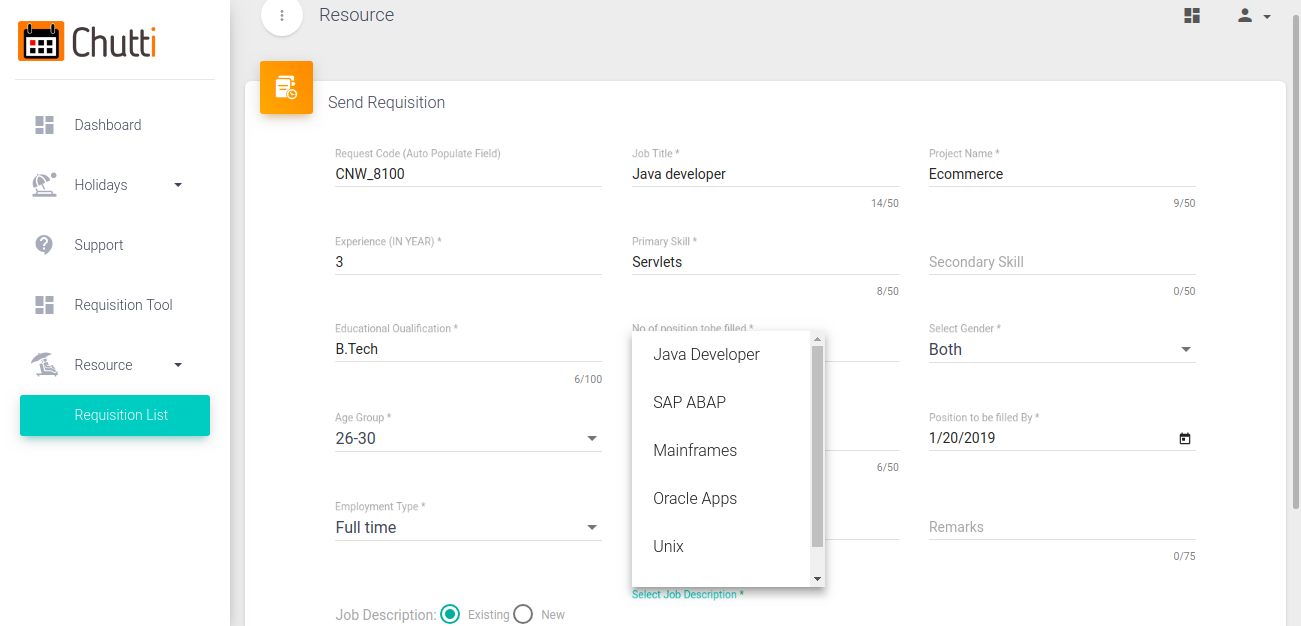 Chutti
Resource
Dashboard
Holidays
Support
Requisition Tool
Resource
Requisition List
Send Requisition
Request Code (Auto Populate Field)
Job Title *
Project Name *
CNW_8100
Java developer
Ecommerce
14/50
9/50
Experience (IN YEAR) *
Primary Skill *
3
Servlets
Secondary Skill
8/50
0/50
Educational Qualification *
No of position tobe filled *
Select Gender *
B.Tech
Both
6/100
Java Developer
SAP ABAP
Mainframes
Oracle Apps
Unix
Age Group *
Position to be filled By *
26-30
1/20/2019
6/50
Employment Type *
Full time
Remarks
0/75
Select Job Description *
Job Description:
Existing
New